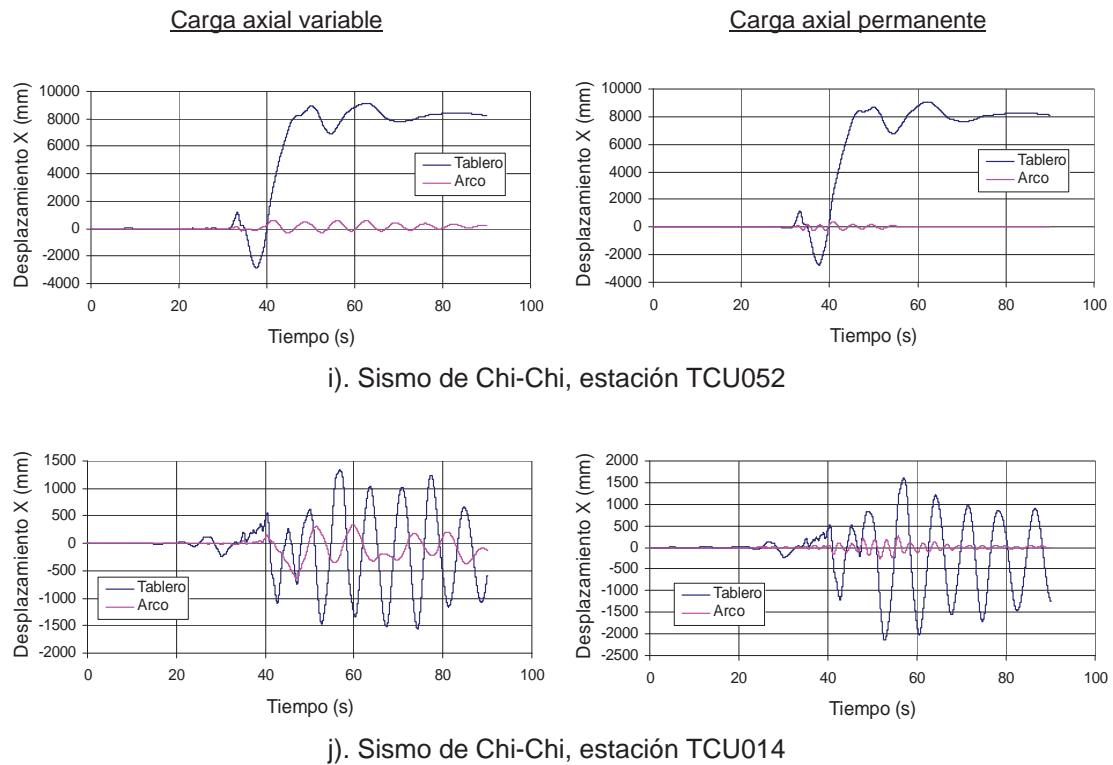 Carga axial variable
Carga axial permanente
Desplazamiento X (mm)
10000
8000
6000
4000
2000
0
-2000
-4000
Tablero
Arco
0 20 40 60 80 100
Tiempo (s)
Desplazamiento X (mm)
10000
8000
6000
4000
2000
0
-2000
-4000
Tablero
Arco
0 20 40 60 80 100
Tiempo (s)
i). Sismo de Chi-Chi, estación TCU052
Desplazamiento X (mm)
1500
1000
500
0
-500
-1000
-1500
-2000
Tablero
Arco
0 20 40 60 80 100
Tiempo (s)
Desplazamiento X (mm)
2000
1500
1000
500
0
-500
-1000
-1500
-2000
-2500
Tablero
Arco
0 20 40 60 80 100
Tiempo (s)
j). Sismo de Chi-Chi, estación TCU014